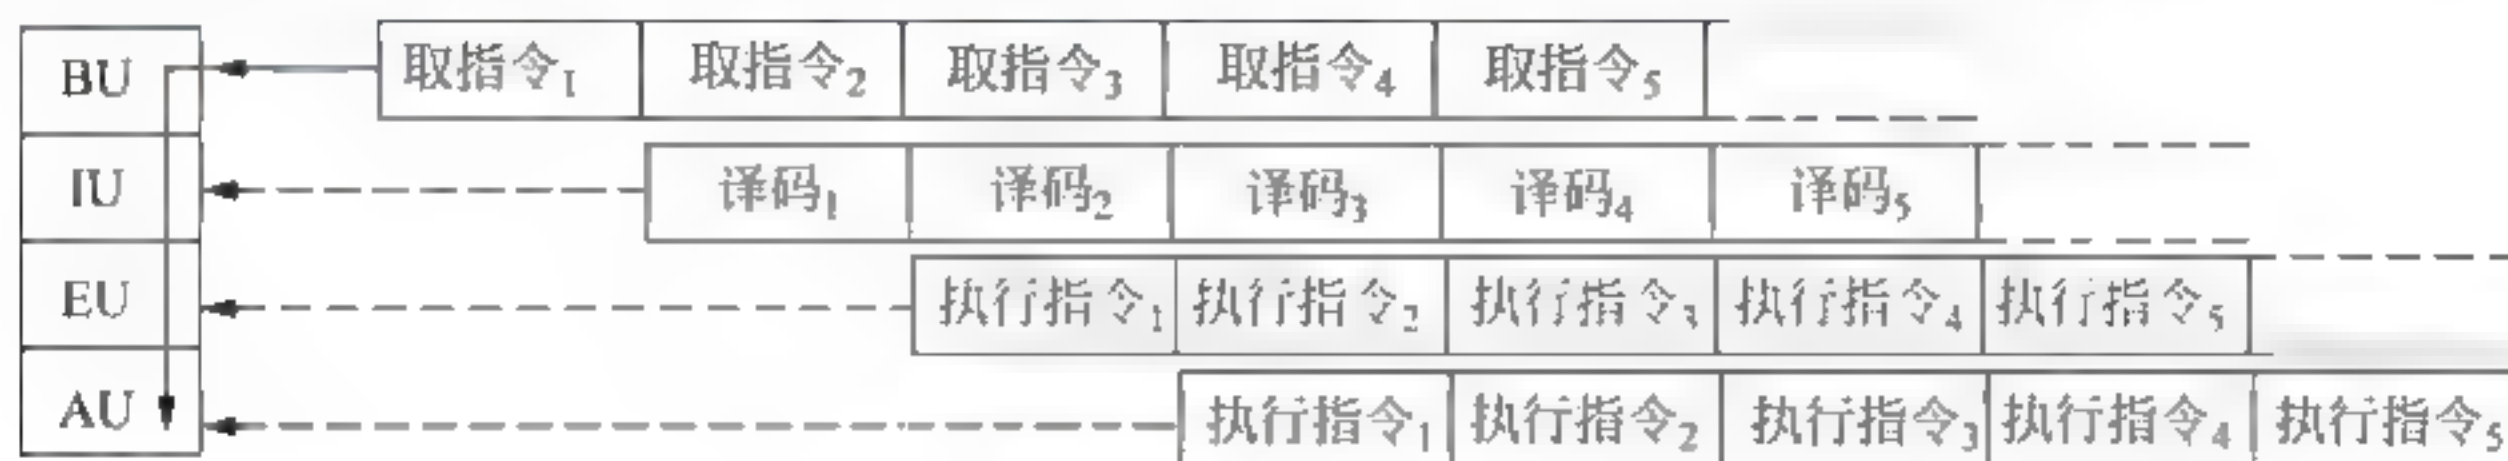 BU 取指令1 取指令2 取指令3 取指令4 取指令5
IU 译码1 译码2 译码3 译码4 译码5
EU 执行指令1 执行指令2 执行指令3 执行指令4 执行指令5
AU 执行指令1 执行指令2 执行指令3 执行指令4 执行指令5